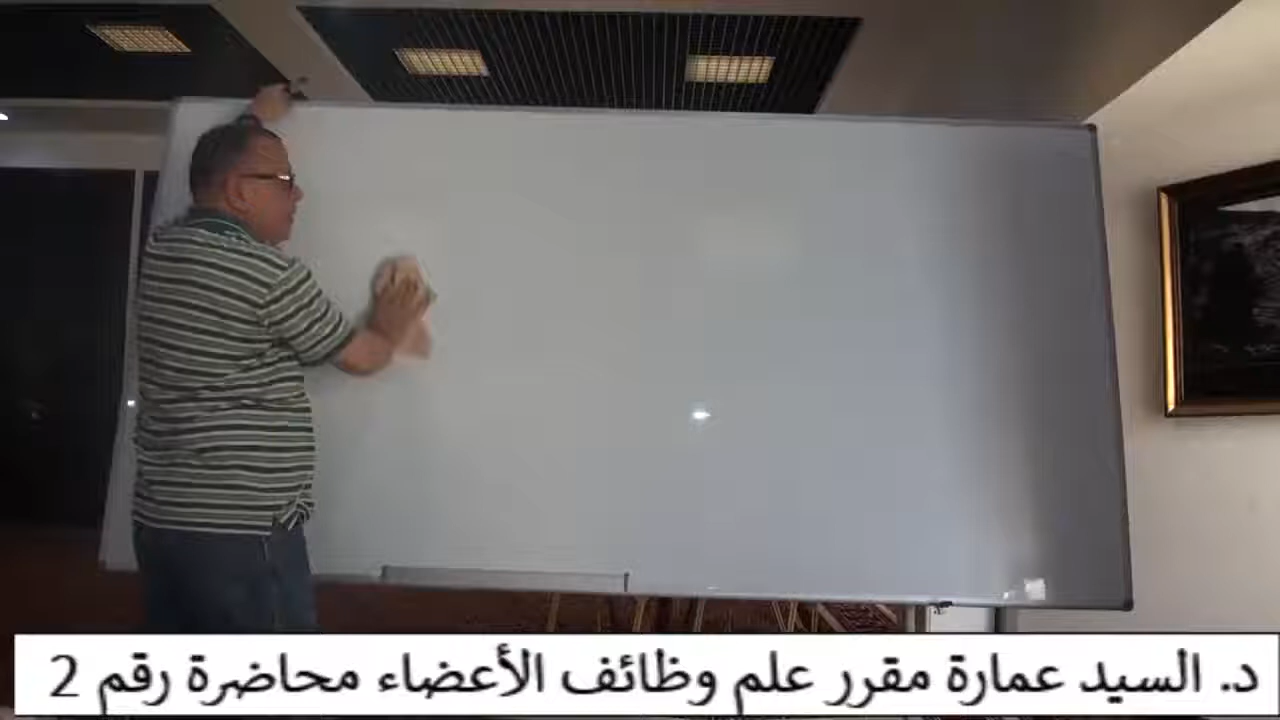 د. السيد عمارة مقرر علم وظائف الأعضاء محاضرة رقم 2